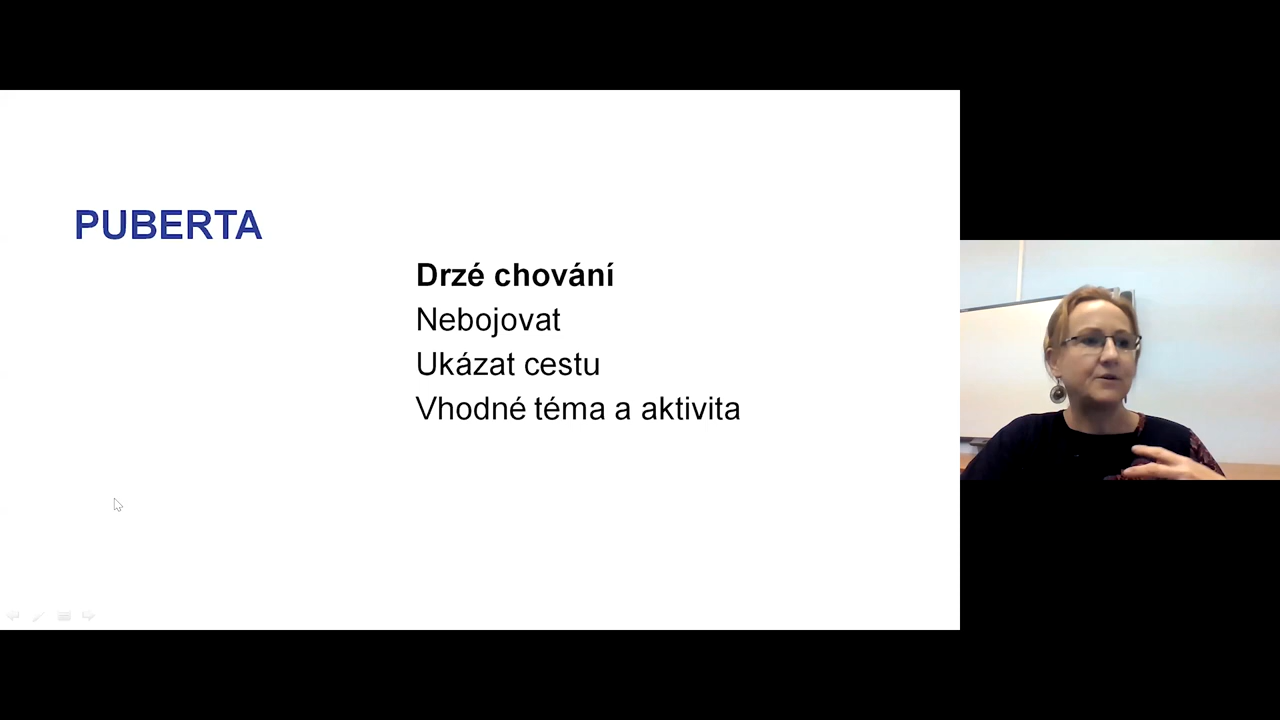 PUBERTA
Drzé chování
Nebojovat
Ukázat cestu
Vhodné téma a aktivita